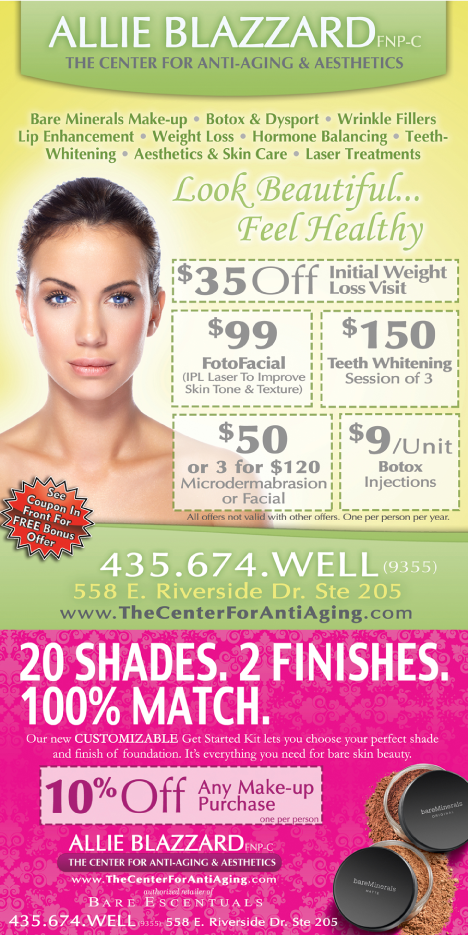 ALLIE BLAZZARD FNP-C
THE CENTER FOR ANTI-AGING & AESTHETICS
Bare Minerals Make-up • Botox & Dysport • Wrinkle Fillers
Lip Enhancement • Weight Loss • Hormone Balancing • Teeth-
Whitening • Aesthetics & Skin Care • Laser Treatments
Look Beautiful...
Feel Healthy
$35 Off Initial Weight
Loss Visit
$99
FotoFacial
(IPL Laser To Improve
Skin Tone & Texture)
$150
Teeth Whitening
Session of 3
$50
or 3 for $120
Microdermabrasion
or Facial
$9/Unit
Botox
Injections
All offers not valid with other offers. One per person per year.
See
Coupon In
Front For
FREE Bonus
Offer
435.674.WELL (9355)
558 E. Riverside Dr. Ste 205
www.TheCenterForAntiAging.com
20 SHADES. 2 FINISHES.
100% MATCH.
Our new CUSTOMIZABLE Get Started Kit lets you choose your perfect shade
and finish of foundation. It's everything you need for bare skin beauty.
10% Off Any Make-up
Purchase
one per person
bareMinerals
ORIGINAL
bareMinerals
MATTE
ALLIE BLAZZARD FNP-C
THE CENTER FOR ANTI-AGING & AESTHETICS
www.TheCenterForAntiAging.com
authorized retailer of
BARE ESCENTUALS
435.674.WELL (9355) 558 E. Riverside Dr. Ste 205